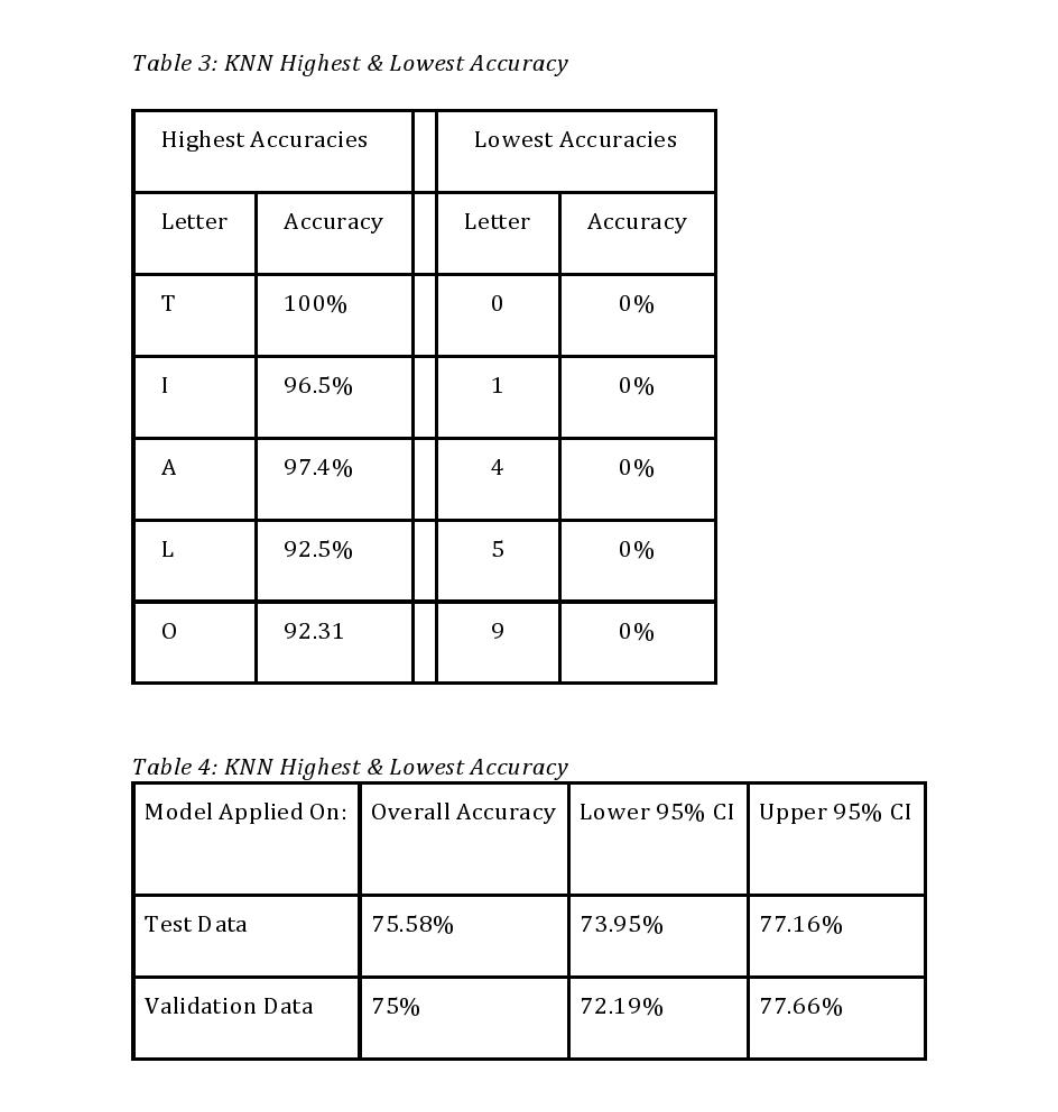 Table 3: KNN Highest & Lowest Accuracy
Highest Accuracies Lowest Accuracies
Letter Accuracy Letter Accuracy
T 100% 0 0%
I 96.5% 1 0%
A 97.4% 4 0%
L 92.5% 5 0%
O 92.31 9 0%
Table 4: KNN Highest & Lowest Accuracy
Model Applied On: Overall Accuracy Lower 95% CI Upper 95% CI
Test Data 75.58% 73.95% 77.16%
Validation Data 75% 72.19% 77.66%